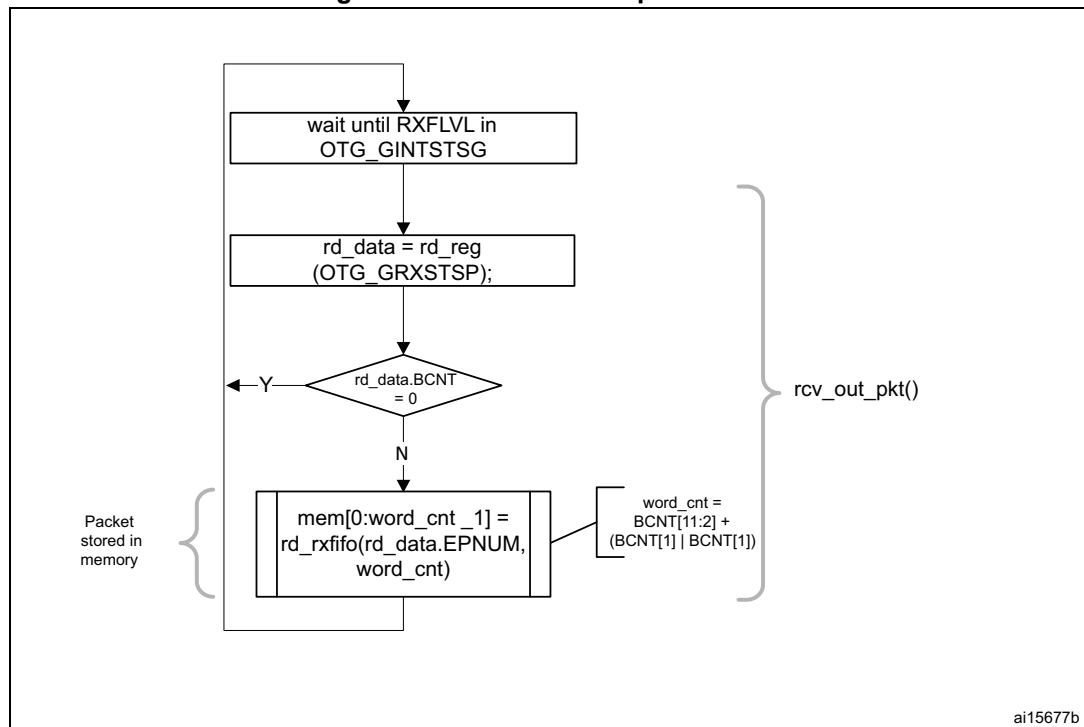 wait until RXFLVL in
OTG_GINTSTSG
rd_data = rd_reg
(OTG_GRXSTSP);
rd_data.BCNT
= 0
Y
N
rcv_out_pkt()
Packet
stored in
memory
mem[0:word_cnt _1] =
rd_rxfifo(rd_data.EPNUM,
word_cnt)
word_cnt =
BCNT[11:2] +
(BCNT[1] | BCNT[1])
ai15677b